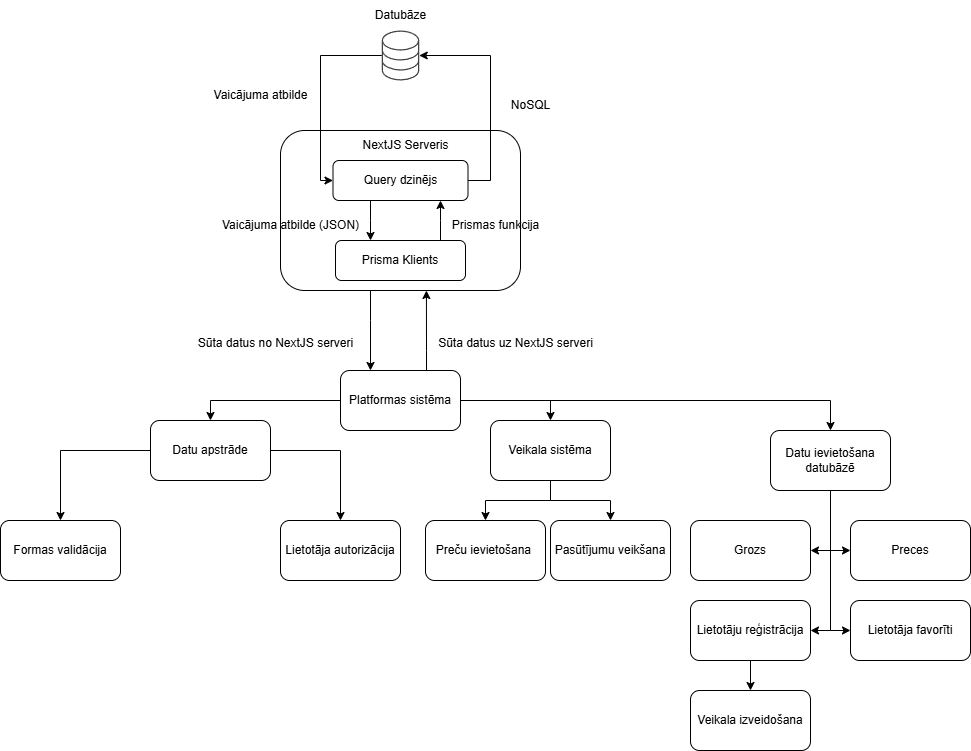 Datubāze
Vaicājuma atbilde
NoSQL
NextJS Serveris
Query dzinējs
Vaicājuma atbilde (JSON)
Prismas funkcija
Prisma Klients
Sūta datus no NextJS serveri
Sūta datus uz NextJS serveri
Platformas sistēma
Datu apstrāde
Veikala sistēma
Datu ievietošana
datubāzē
Formas validācija
Lietotāja autorizācija
Preču ievietošana
Pasūtījumu veikšana
Grozs
Preces
Lietotāju reģistrācija
Lietotāja favorīti
Veikala izveidošana